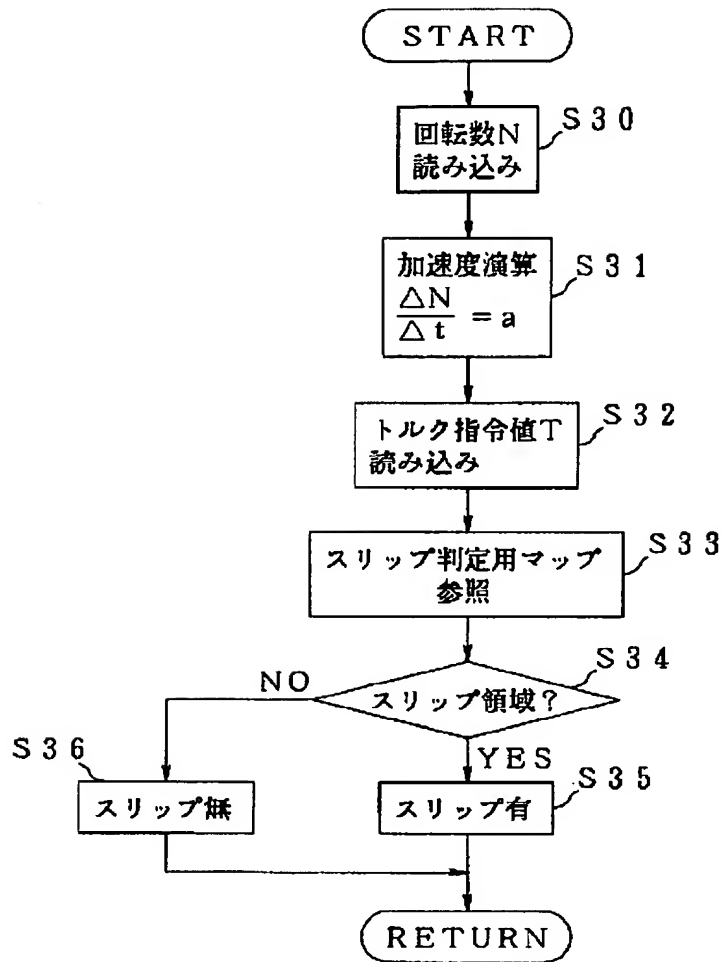 START
回転数N
読み込み
S30
加速度演算
△N
△t
= a
S31
トルク指令値T
読み込み
S32
スリップ判定用マップ
参照
S33
スリップ領域?
S34
NO
YES
S36
スリップ無
スリップ有
S35
RETURN